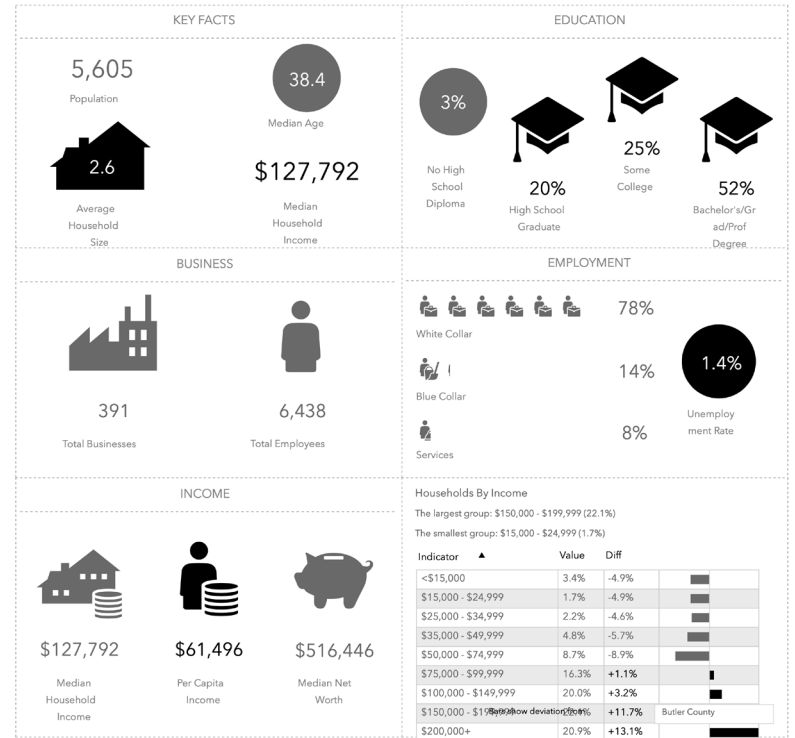 KEY FACTS
5,605
Population
38.4
Median Age
2.6
Average
Household
Size
$127,792
Median
Household
Income
EDUCATION
3%
No High
School
Diploma
20%
High School
Graduate
25%
Some
College
52%
Bachelor's/Gr
ad/Prof
Degree
BUSINESS
391
Total Businesses
6,438
Total Employees
EMPLOYMENT
78%
White Collar
14%
Blue Collar
8%
Services
1.4%
Unemploy
ment Rate
INCOME
$127,792
Median
Household
Income
$61,496
Per Capita
Income
$516,446
Median Net
Worth
Households By Income
The largest group: $150,000 - $199,999 (22.1%)
The smallest group: $15,000 - $24,999 (1.7%)
Indicator ▲ Value Diff
<$15,000 3.4% -4.9%
$15,000 - $24,999 1.7% -4.9%
$25,000 - $34,999 2.2% -4.6%
$35,000 - $49,999 4.8% -5.7%
$50,000 - $74,999 8.7% -8.9%
$75,000 - $99,999 16.3% +1.1%
$100,000 - $149,999 20.0% +3.2%
$150,000 - +11.7%
Bars show deviation from Butler County
$200,000+ 20.9% +13.1%